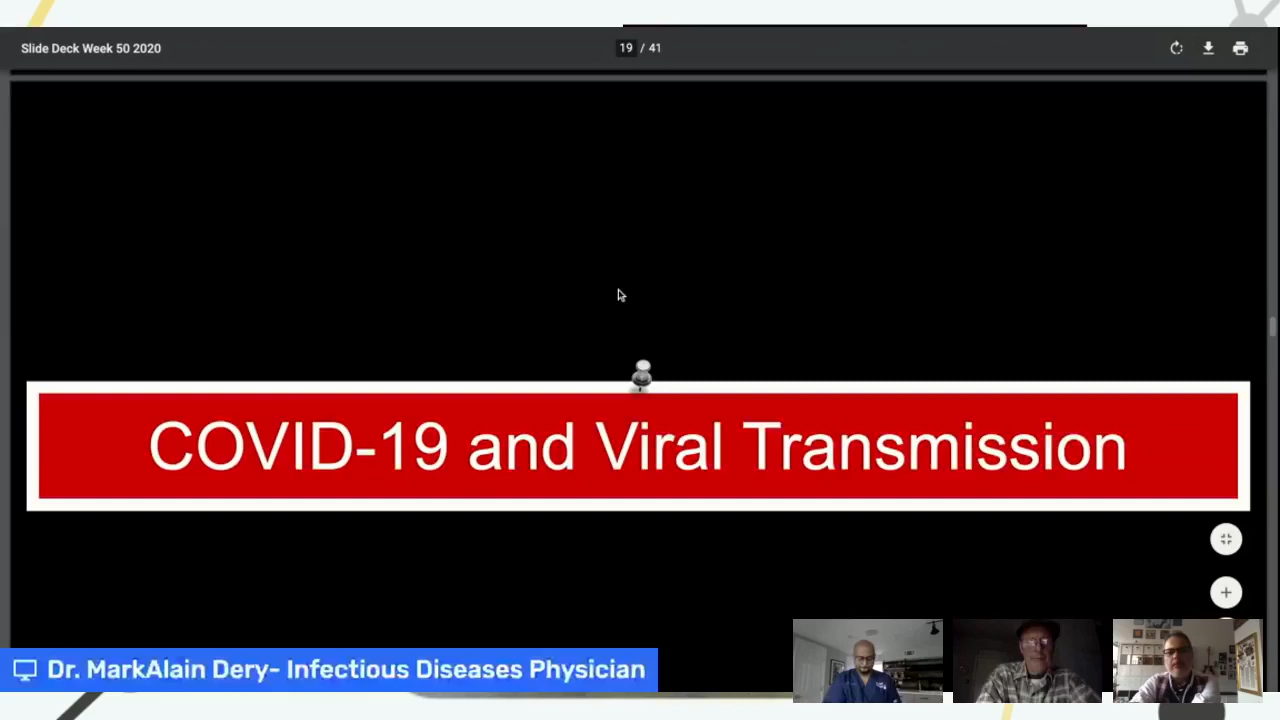 Slide Deck Week 50 2020
19 / 41
COVID-19 and Viral Transmission
Dr. MarkAlain Dery- Infectious Diseases Physician